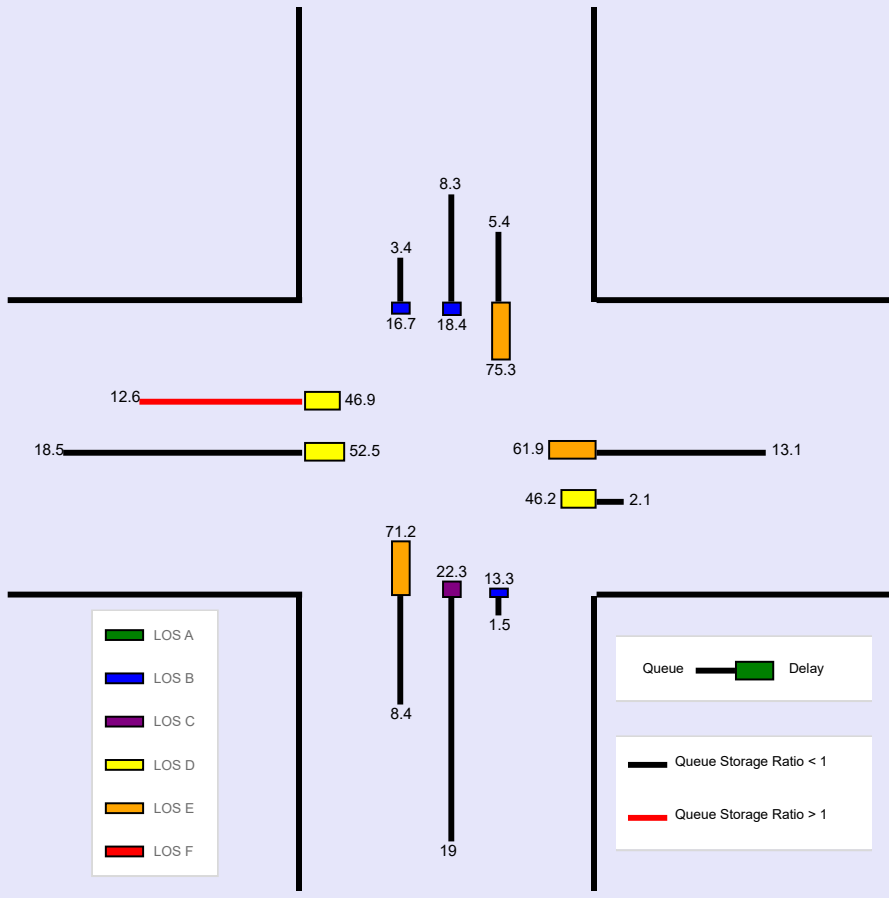 8.3
5.4
3.4
16.7
18.4
75.3
12.6
46.9
18.5
52.5
61.9
13.1
46.2
2.1
71.2
22.3
13.3
1.5
8.4
19
LOS A
LOS B
LOS C
LOS D
LOS E
LOS F
Queue
Delay
Queue Storage Ratio < 1
Queue Storage Ratio > 1